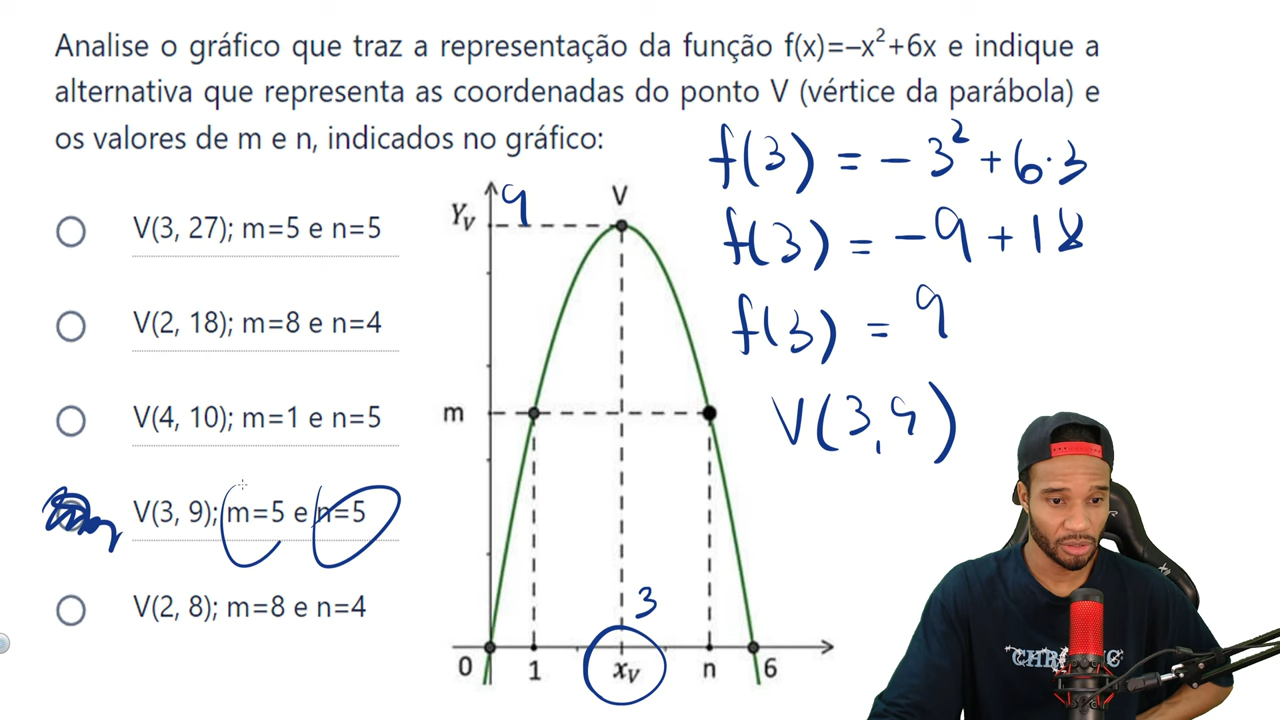 Analise o gráfico que traz a representação da função f(x)=–x²+6x e indique a
alternativa que representa as coordenadas do ponto V (vértice da parábola) e
os valores de m e n, indicados no gráfico:
V(3, 27); m=5 e n=5
V(2, 18); m=8 e n=4
V(4, 10); m=1 e n=5
V(3, 9); m=5 e n=5
V(2, 8); m=8 e n=4
Y_V
9
V
m
3
0
1
x_V
n
6
f(3) = -3² + 6·3
f(3) = -9 + 18
f(3) = 9
V(3,9)